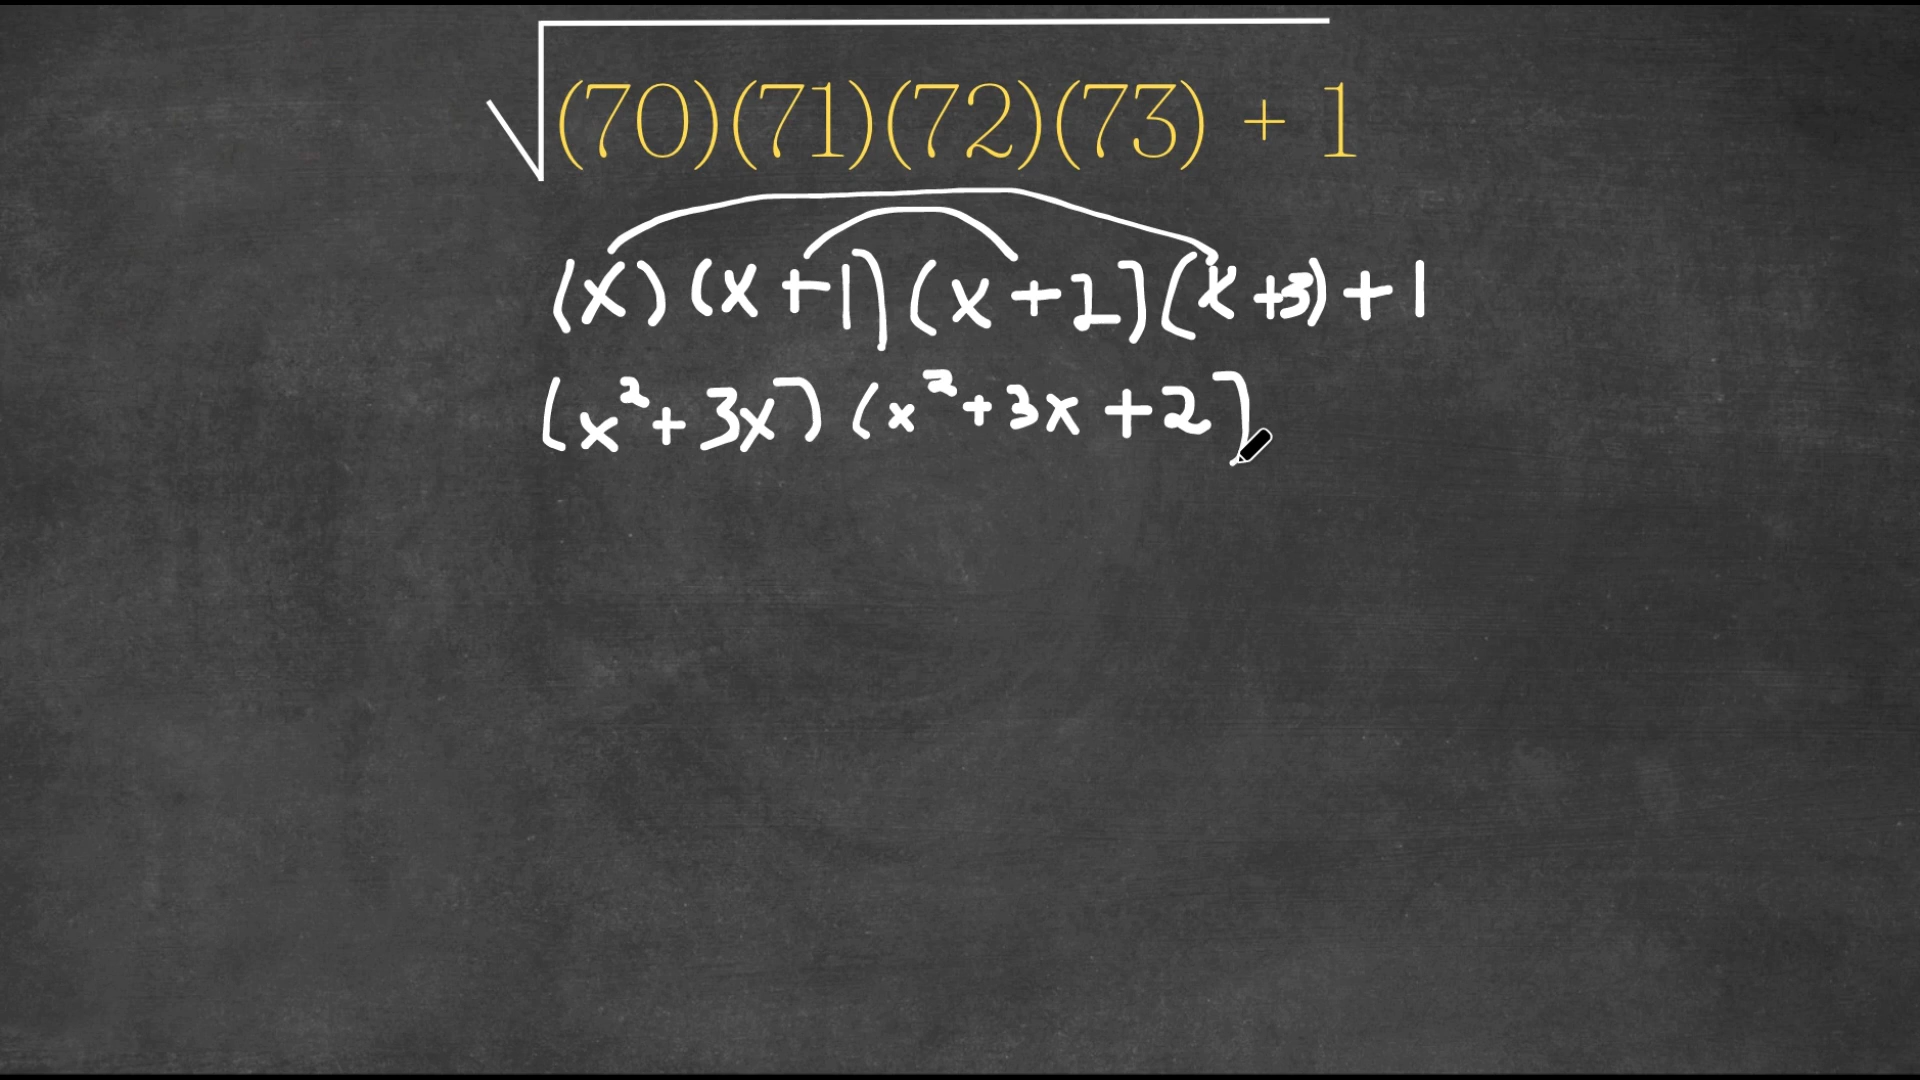 √(70)(71)(72)(73) + 1
(x)(x+1)(x+2)(x+3)+1
(x²+3x)(x²+3x+2)